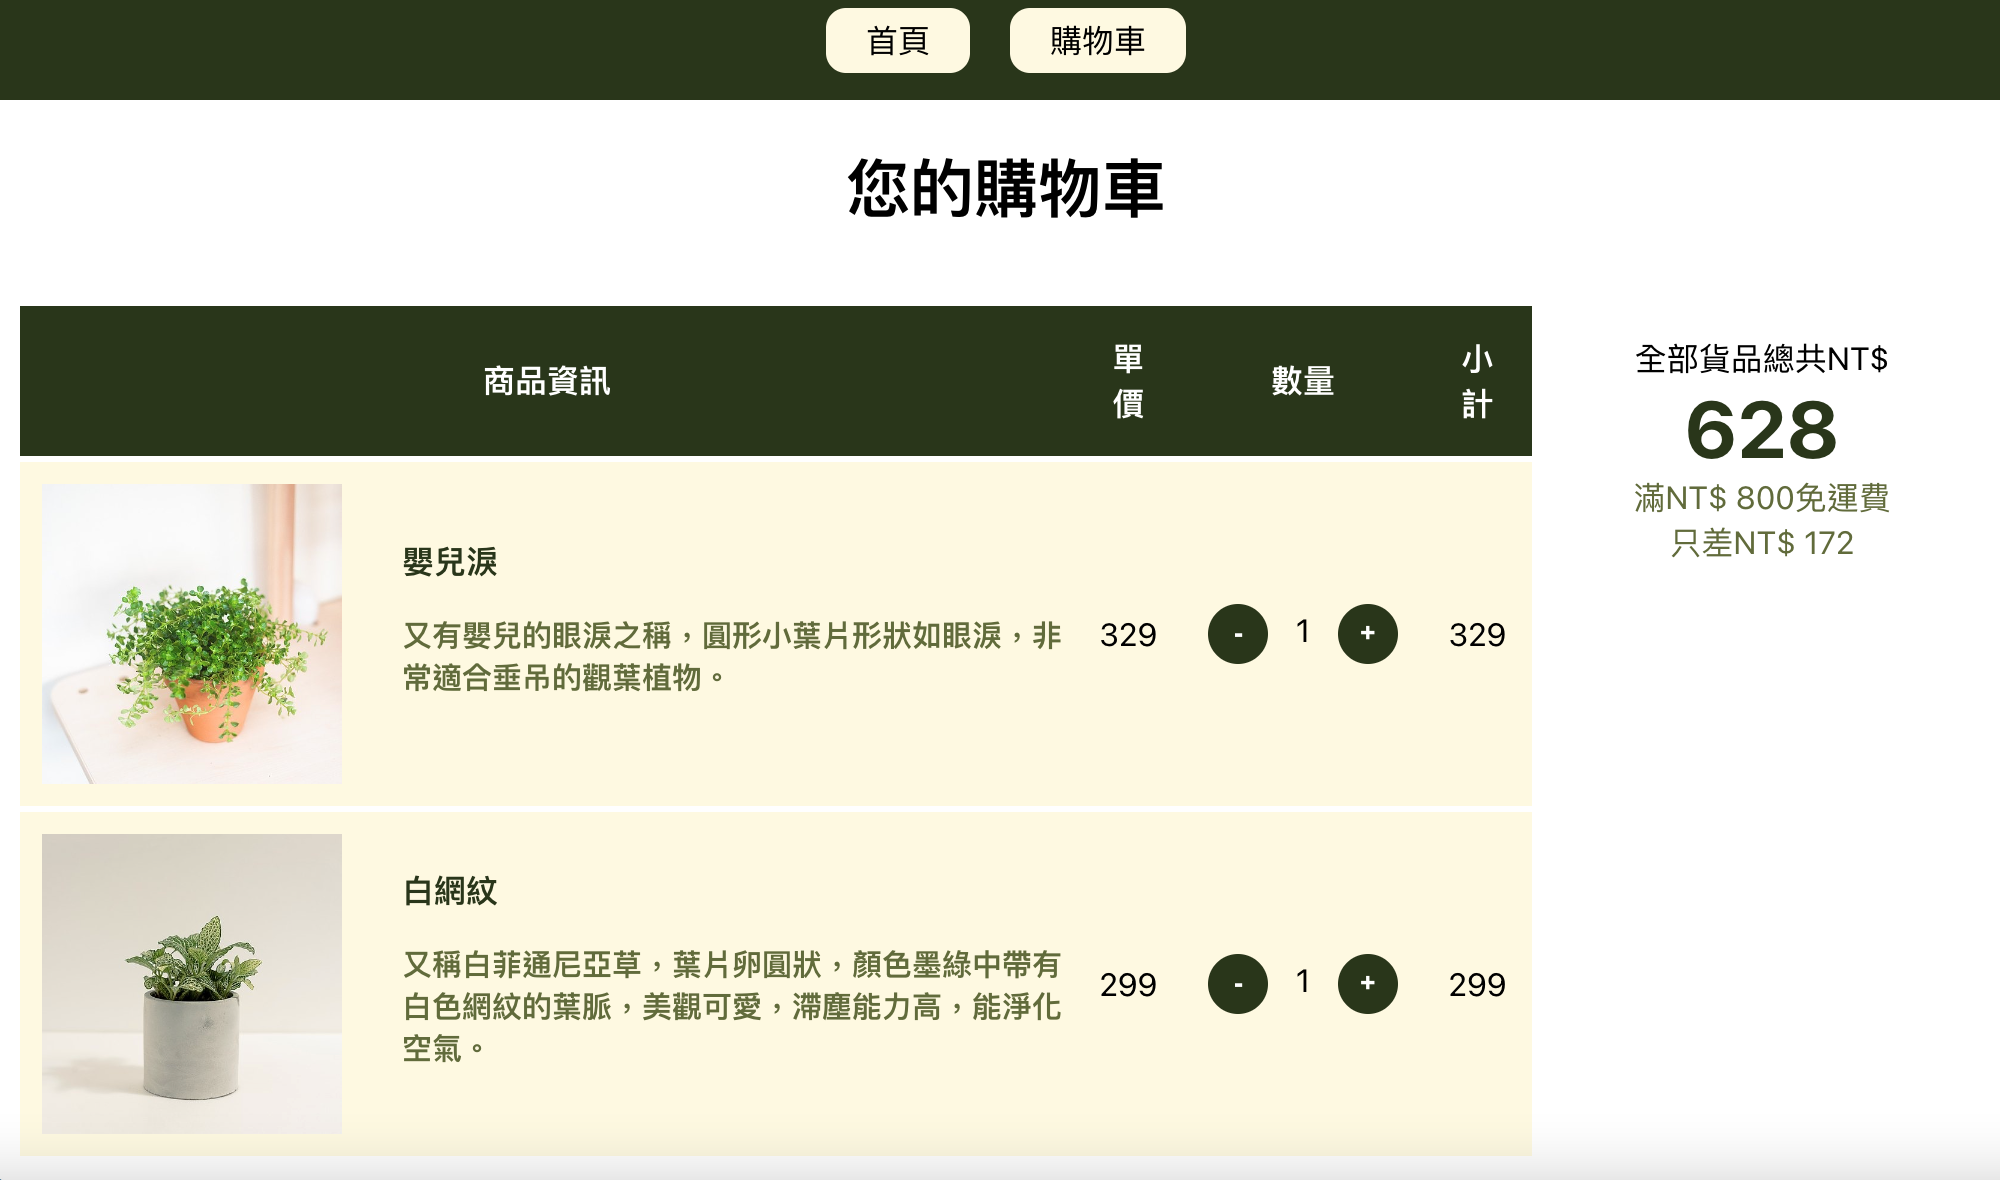 首頁
購物車
您的購物車
商品資訊
單
價
數量
小
計
全部貨品總共NT$
628
滿NT$ 800免運費
只差NT$ 172
嬰兒淚
又有嬰兒的眼淚之稱，圓形小葉片形狀如眼淚，非
常適合垂吊的觀葉植物。
329
-
1
+
329
白網紋
又稱白菲通尼亞草，葉片卵圓狀，顏色墨綠中帶有
白色網紋的葉脈，美觀可愛，滯塵能力高，能淨化
空氣。
299
-
1
+
299